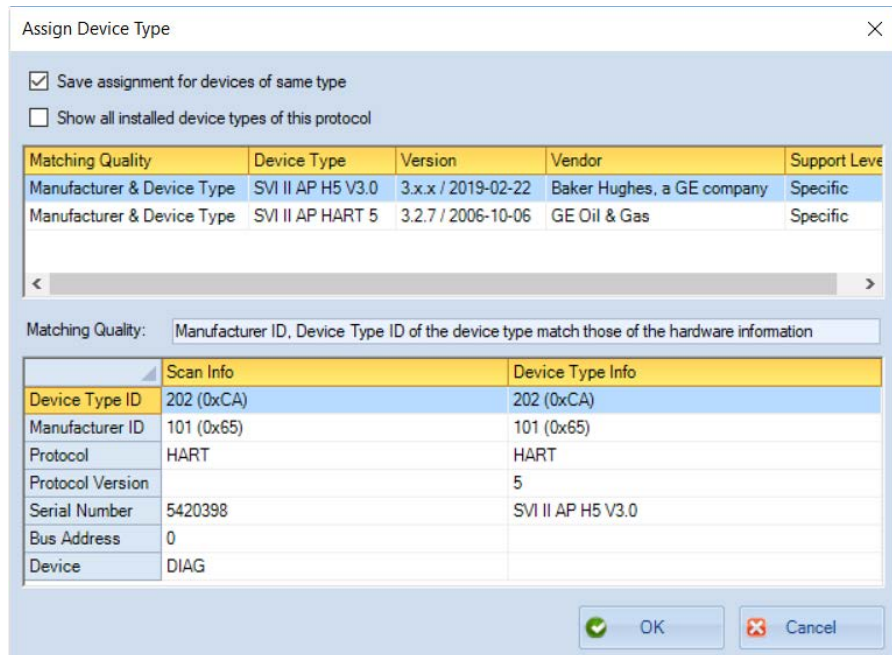 Assign Device Type
Save assignment for devices of same type
Show all installed device types of this protocol
Matching Quality Device Type Version Vendor Support Leve
Manufacturer & Device Type SVI II AP H5 V3.0 3.x.x / 2019-02-22 Baker Hughes, a GE company Specific
Manufacturer & Device Type SVI II AP HART 5 3.2.7 / 2006-10-06 GE Oil & Gas Specific
Matching Quality: Manufacturer ID, Device Type ID of the device type match those of the hardware information
Scan Info Device Type Info
Device Type ID 202 (0xCA) 202 (0xCA)
Manufacturer ID 101 (0x65) 101 (0x65)
Protocol HART HART
Protocol Version 5
Serial Number 5420398 SVI II AP H5 V3.0
Bus Address 0
Device DIAG
OK Cancel